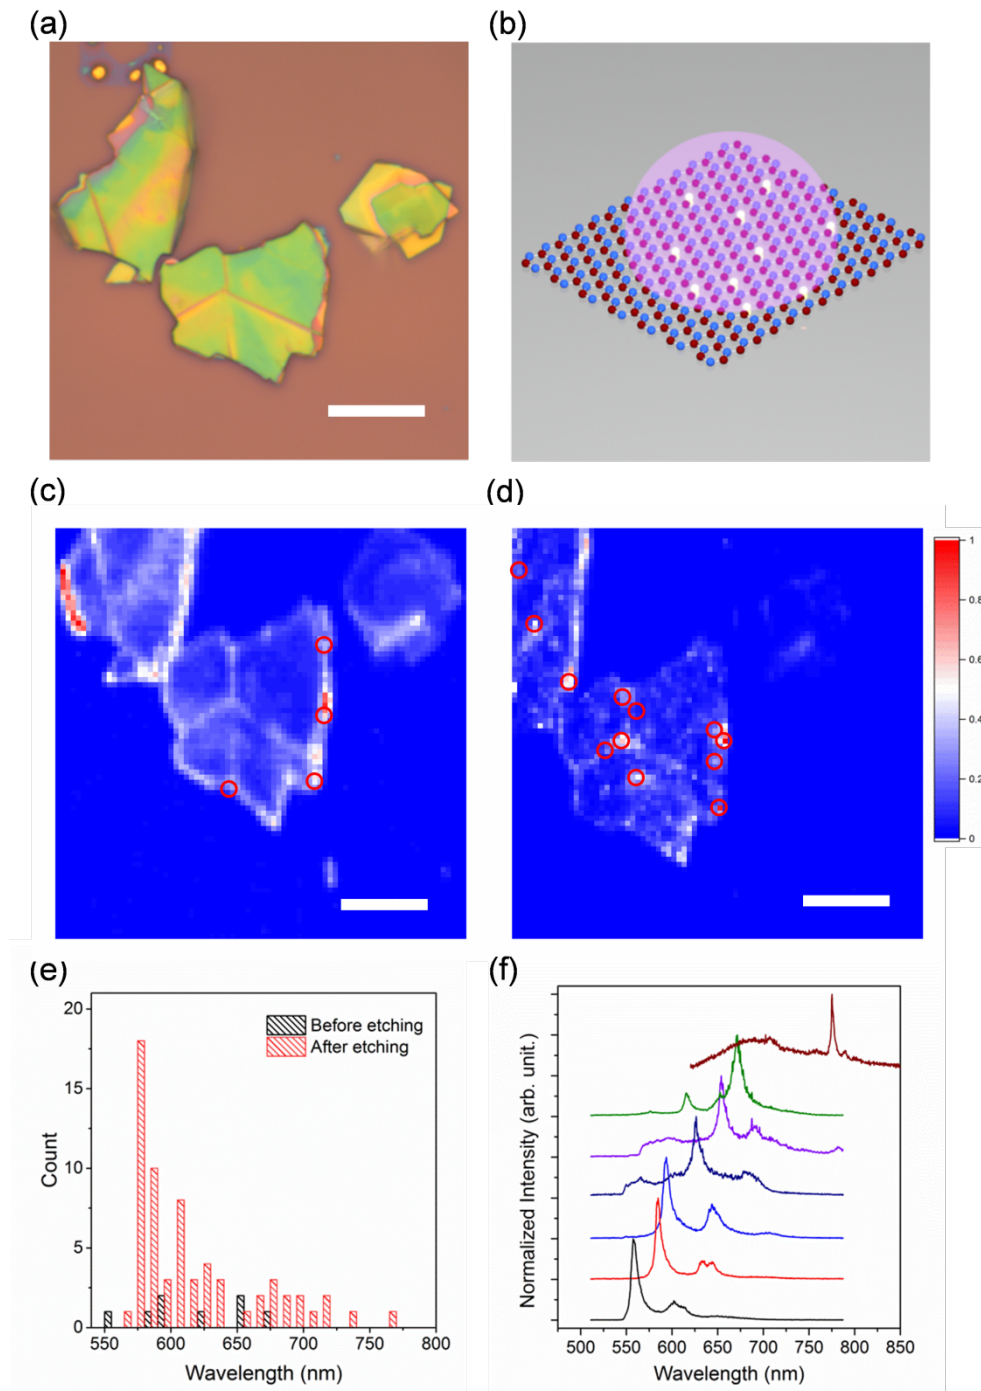 (a)
(b)
(c)
(d)
1
0.8
0.6
0.4
0.2
0
(e)
(f)
20
15
10
5
0
Count
Before etching
After etching
550
600
650
700
750
800
Wavelength (nm)
Normalized Intensity (arb. unit.)
500
550
600
650
700
750
800
850
Wavelength (nm)